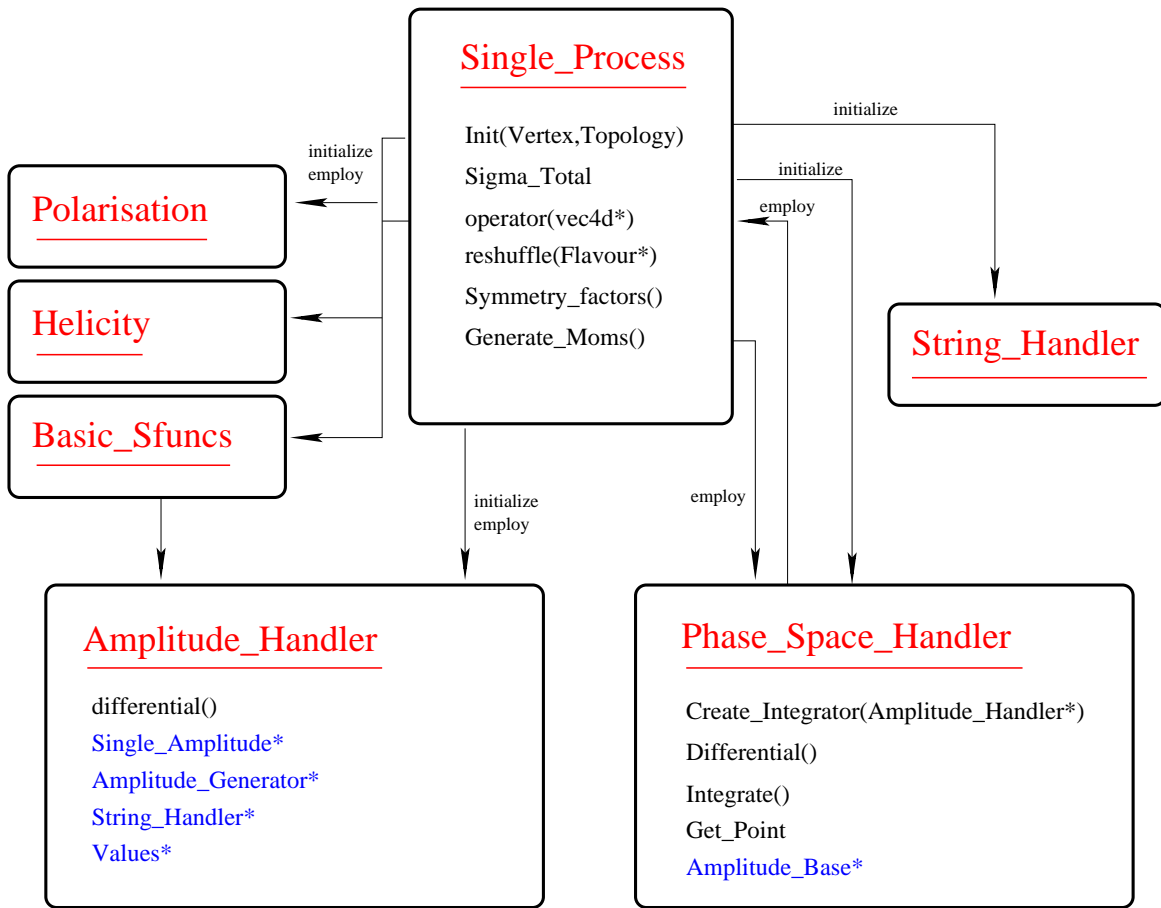 Single_Process
Init(Vertex,Topology)
Sigma_Total
operator(vec4d*)
reshuffle(Flavour*)
Symmetry_factors()
Generate_Moms()
initialize
initialize
employ
initialize
employ
Polarisation
Helicity
Basic_Sfuncs
String_Handler
initialize
employ
employ
Amplitude_Handler
differential()
Single_Amplitude*
Amplitude_Generator*
String_Handler*
Values*
Phase_Space_Handler
Create_Integrator(Amplitude_Handler*)
Differential()
Integrate()
Get_Point
Amplitude_Base*